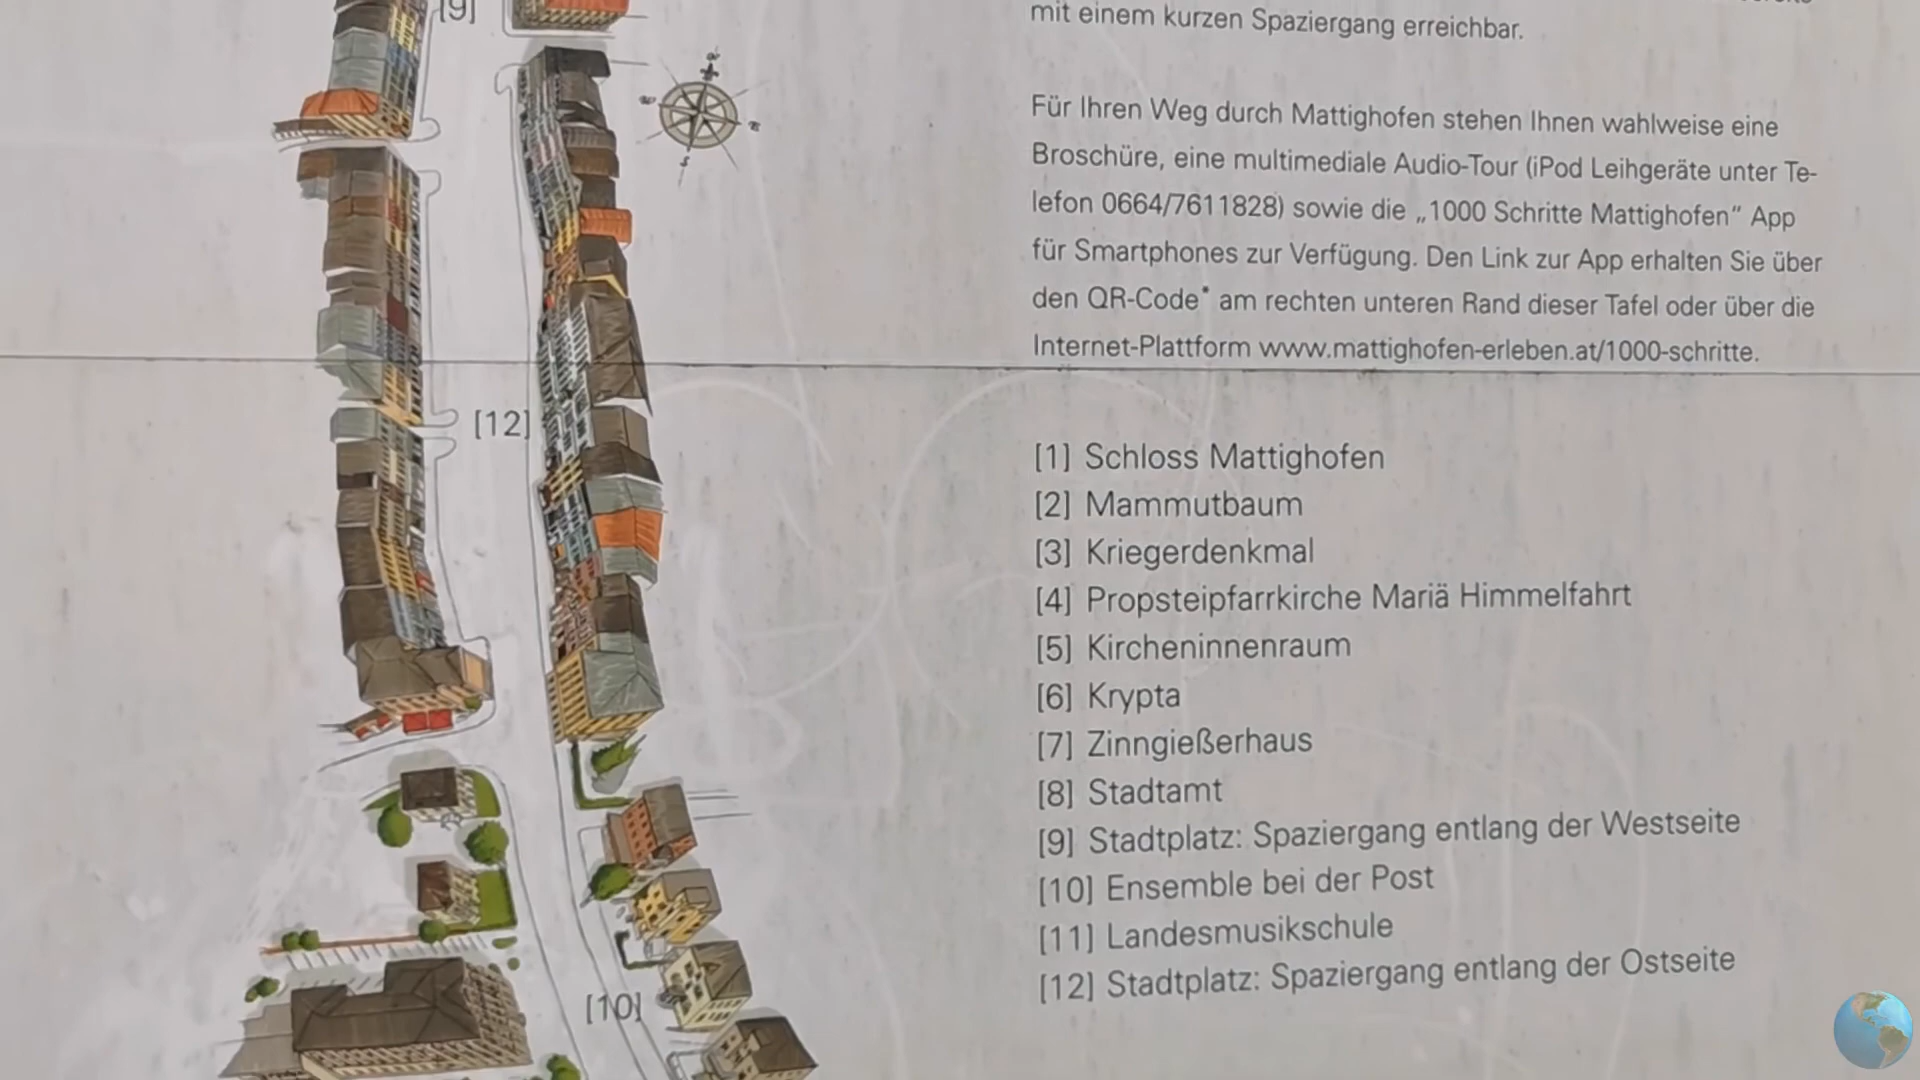 [9]
mit einem kurzen Spaziergang erreichbar.
Für Ihren Weg durch Mattighofen stehen Ihnen wahlweise eine
Broschüre, eine multimediale Audio-Tour (iPod Leihgeräte unter Te-
lefon 0664/7611828) sowie die „1000 Schritte Mattighofen“ App
für Smartphones zur Verfügung. Den Link zur App erhalten Sie über
den QR-Code* am rechten unteren Rand dieser Tafel oder über die
Internet-Plattform www.mattighofen-erleben.at/1000-schritte.
[12]
[1] Schloss Mattighofen
[2] Mammutbaum
[3] Kriegerdenkmal
[4] Propsteipfarrkirche Mariä Himmelfahrt
[5] Kircheninnenraum
[6] Krypta
[7] Zinngießerhaus
[8] Stadtamt
[9] Stadtplatz: Spaziergang entlang der Westseite
[10] Ensemble bei der Post
[11] Landesmusikschule
[12] Stadtplatz: Spaziergang entlang der Ostseite
[10]